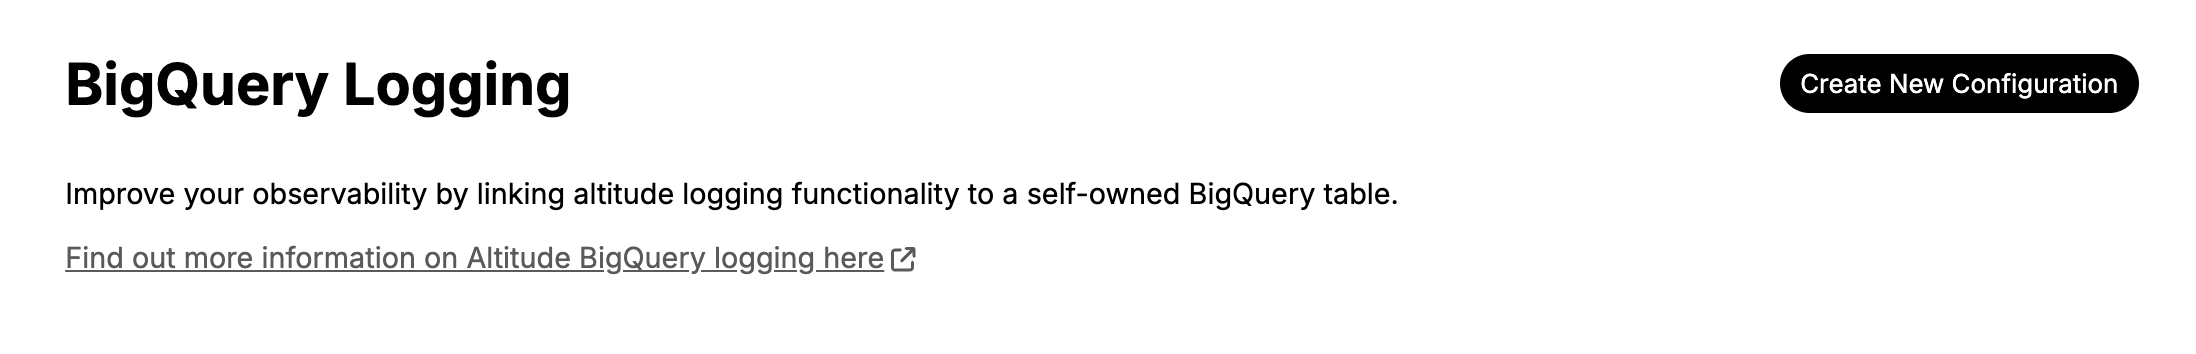 BigQuery Logging
Create New Configuration
Improve your observability by linking altitude logging functionality to a self-owned BigQuery table.
Find out more information on Altitude BigQuery logging here